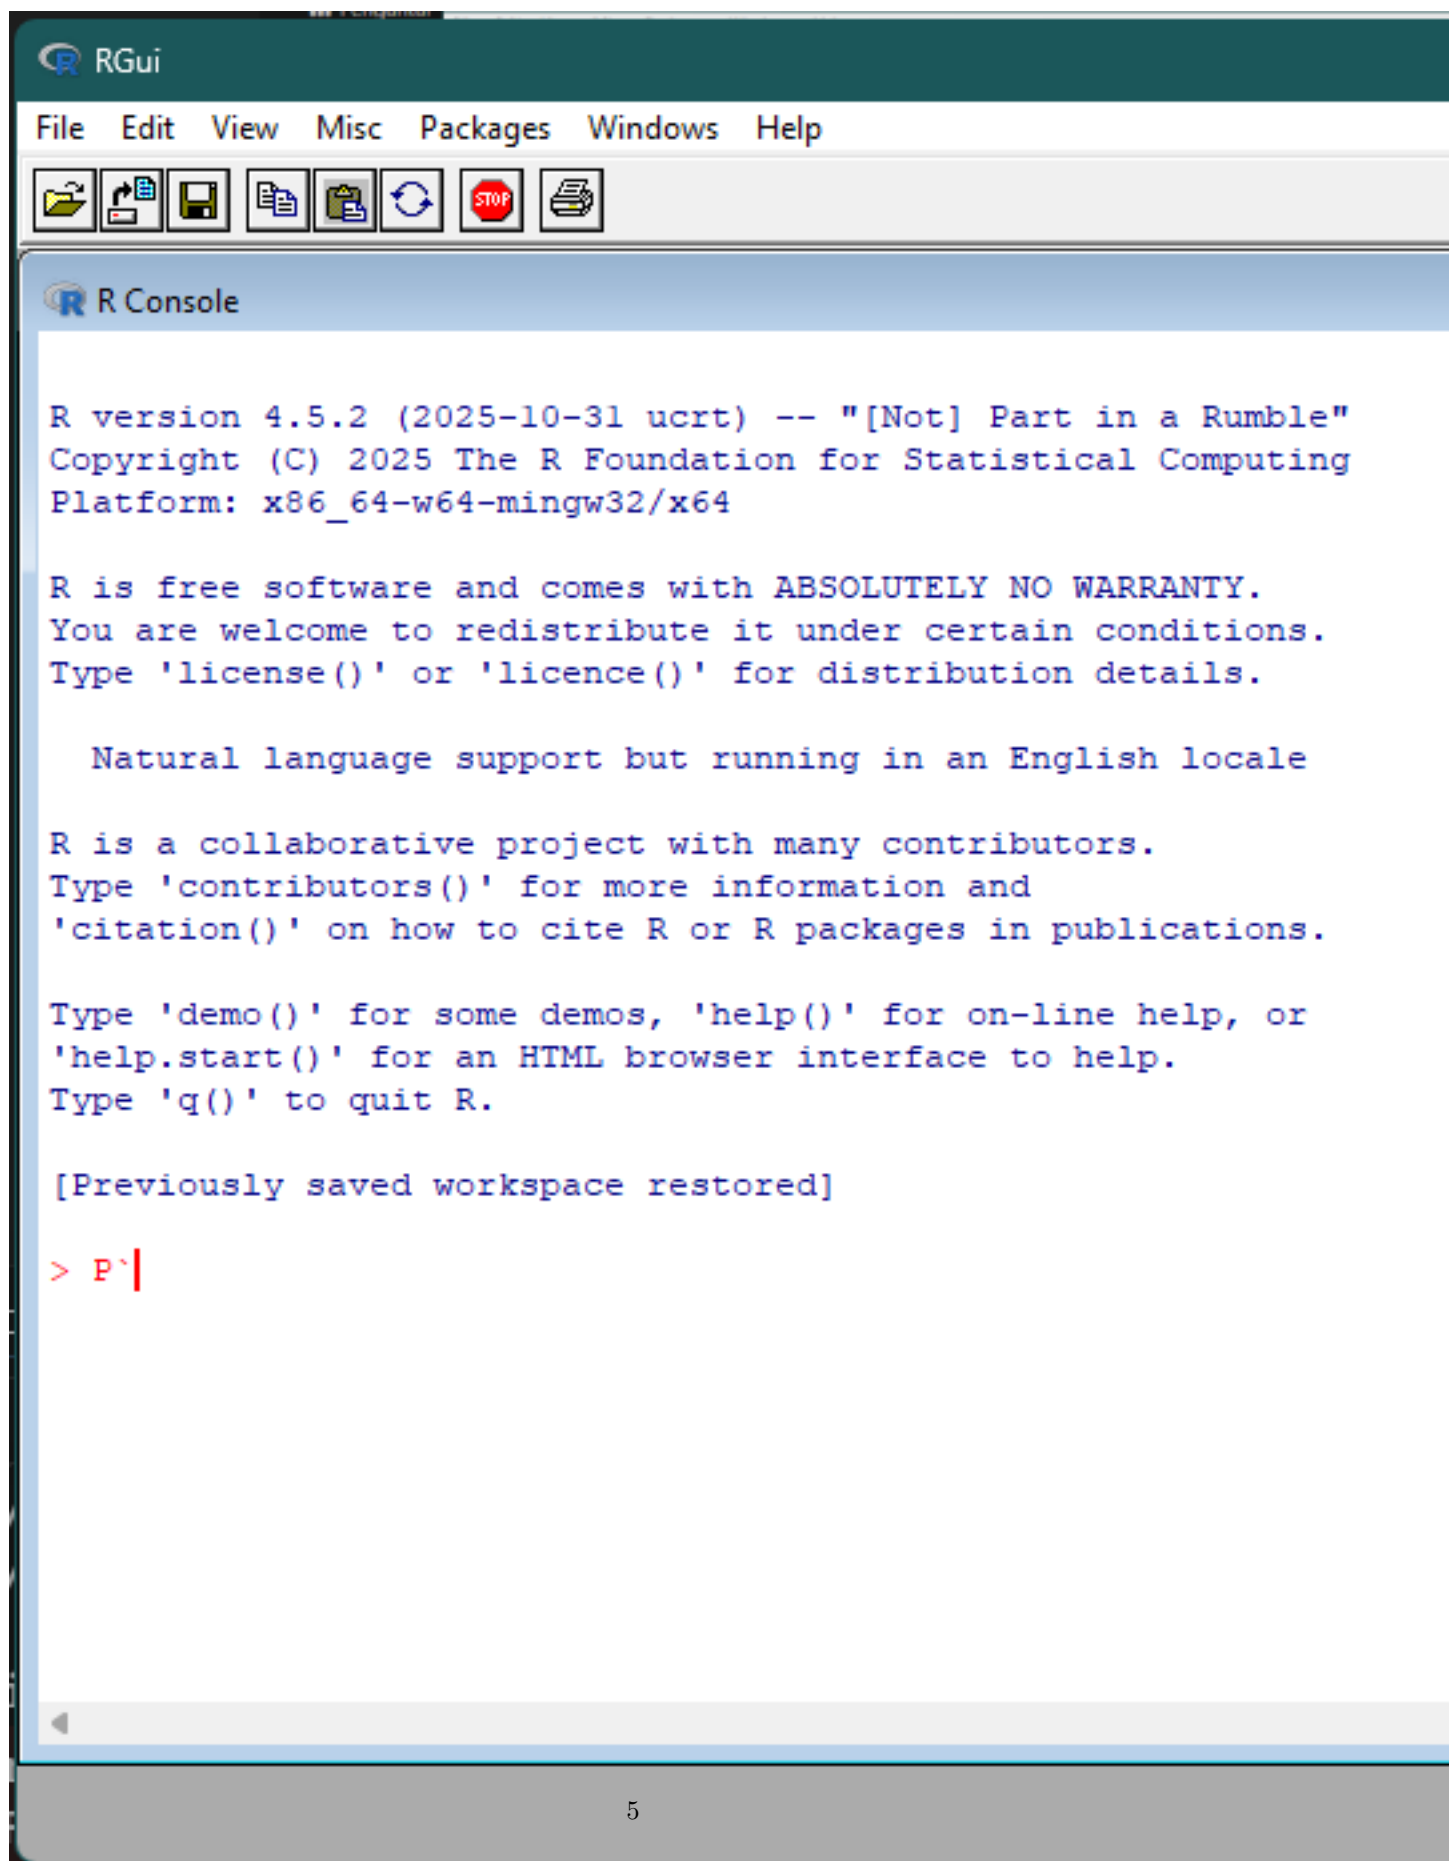 RGui
File Edit View Misc Packages Windows Help
STOP
R Console
R version 4.5.2 (2025-10-31 ucrt) -- "[Not] Part in a Rumble"
Copyright (C) 2025 The R Foundation for Statistical Computing
Platform: x86_64-w64-mingw32/x64
R is free software and comes with ABSOLUTELY NO WARRANTY.
You are welcome to redistribute it under certain conditions.
Type 'license()' or 'licence()' for distribution details.
Natural language support but running in an English locale
R is a collaborative project with many contributors.
Type 'contributors()' for more information and
'citation()' on how to cite R or R packages in publications.
Type 'demo()' for some demos, 'help()' for on-line help, or
'help.start()' for an HTML browser interface to help.
Type 'q()' to quit R.
[Previously saved workspace restored]
> P`
5